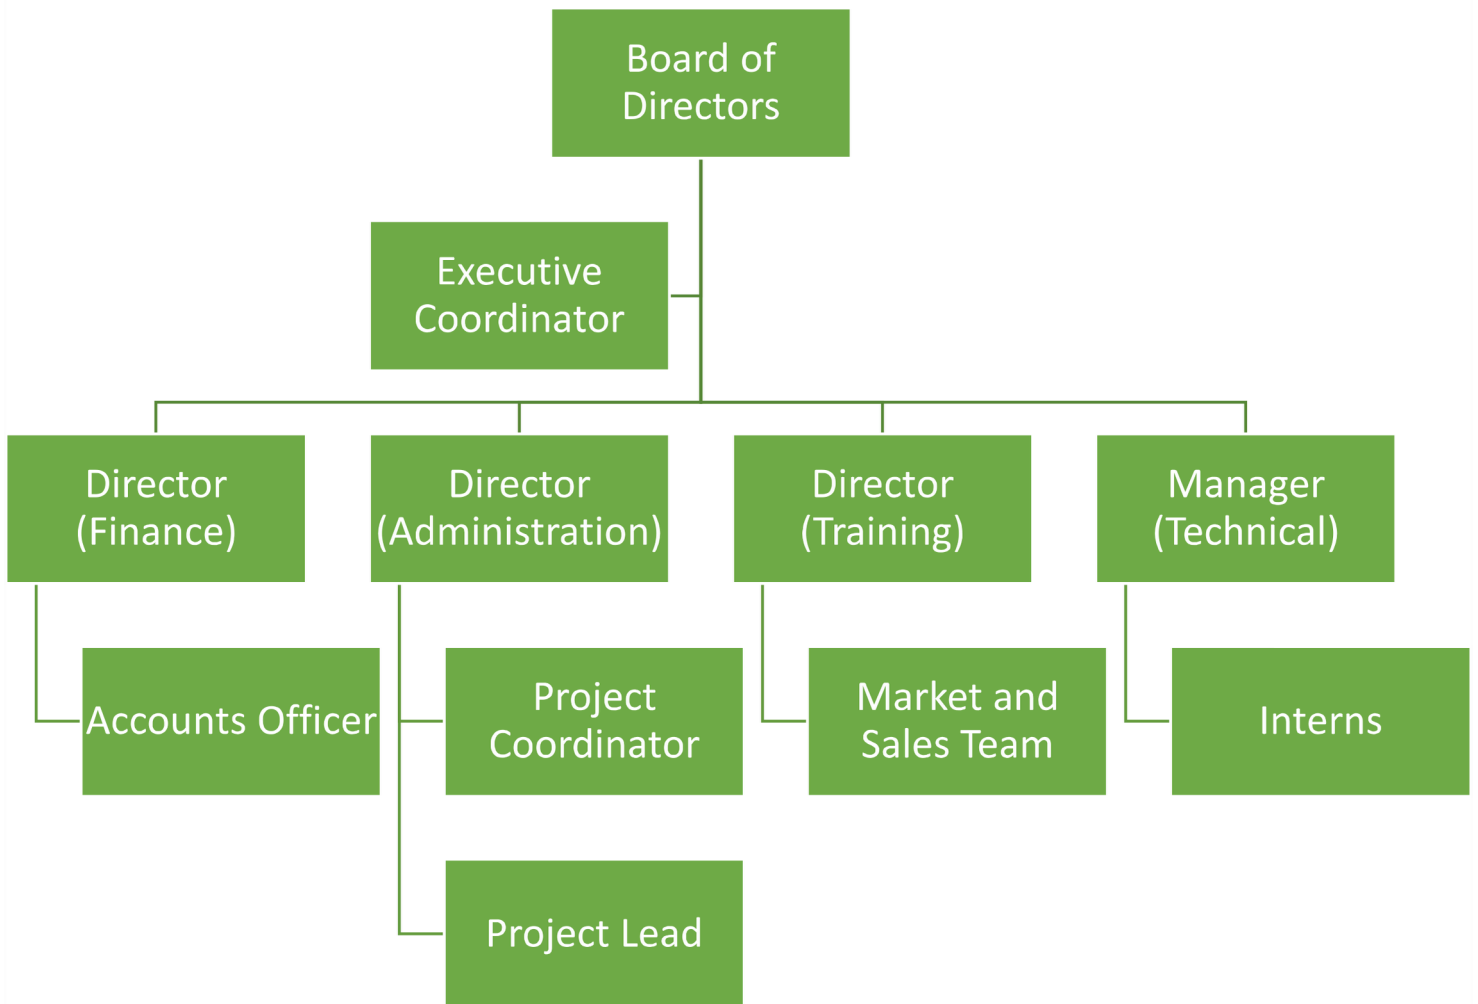 Board of
Directors
Executive
Coordinator
Director
(Finance)
Director
(Administration)
Director
(Training)
Manager
(Technical)
Accounts Officer
Project
Coordinator
Market and
Sales Team
Interns
Project Lead